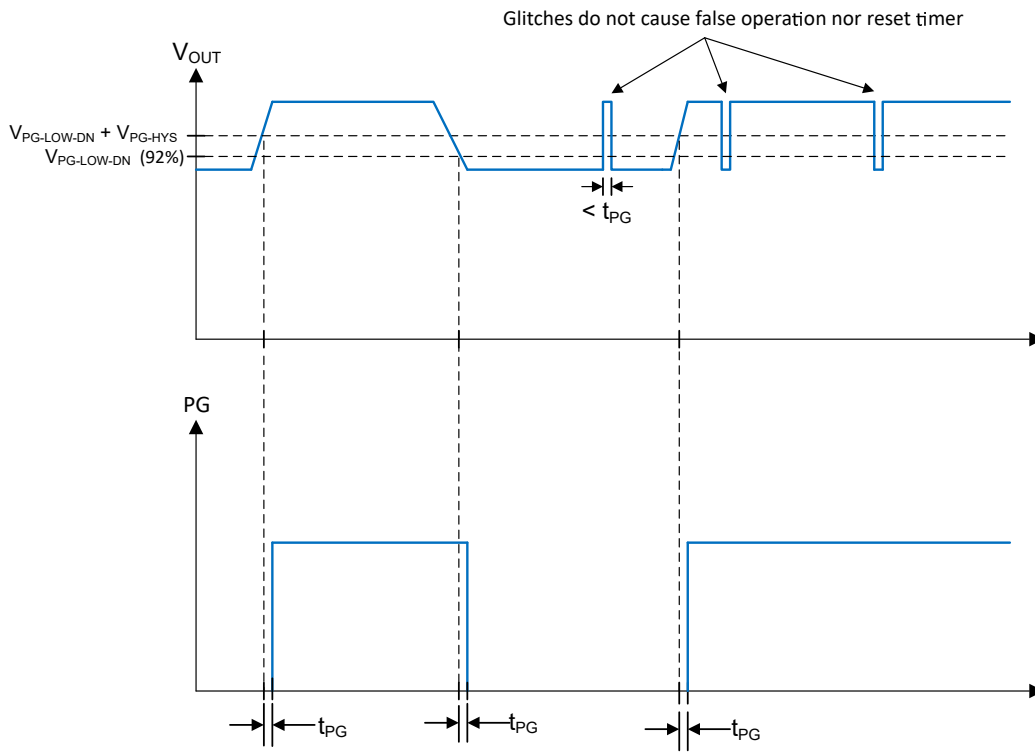 Glitches do not cause false operation nor reset timer
VOUT
VPG-LOW-DN + VPG-HYS
VPG-LOW-DN (92%)
< tPG
PG
tPG
tPG
tPG